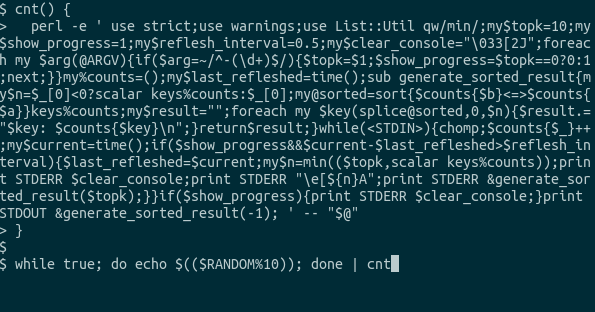 $ cnt() {
>   perl -e ' use strict;use warnings;use List::Util qw/min/;my$topk=10;my
$show_progress=1;my$reflesh_interval=0.5;my$clear_console="\033[2J";foreac
h my $arg(@ARGV){if($arg=~/^-(\d+)$/){$topk=$1;$show_progress=$topk==0?0:1
;next;}}my%counts=();my$last_refleshed=time();sub generate_sorted_result{m
y$n=$_[0]<0?scalar keys%counts:$_[0];my@sorted=sort{$counts{$b}<=>$counts{
$a}}keys%counts;my$result="";foreach my $key(splice@sorted,0,$n){$result.=
"$key: $counts{$key}\n";}return$result;}while(<STDIN>){chomp;$counts{$_}++
;my$current=time();if($show_progress&&$current-$last_refleshed>$reflesh_in
terval){$last_refleshed=$current;my$n=min(($topk,scalar keys%counts));prin
t STDERR $clear_console;print STDERR "\e[${n}A";print STDERR &generate_sor
ted_result($topk);}}if($show_progress){print STDERR $clear_console;}print
STDOUT &generate_sorted_result(-1); ' -- "$@"
> }
$
$ while true; do echo $(($RANDOM%10)); done | cnt